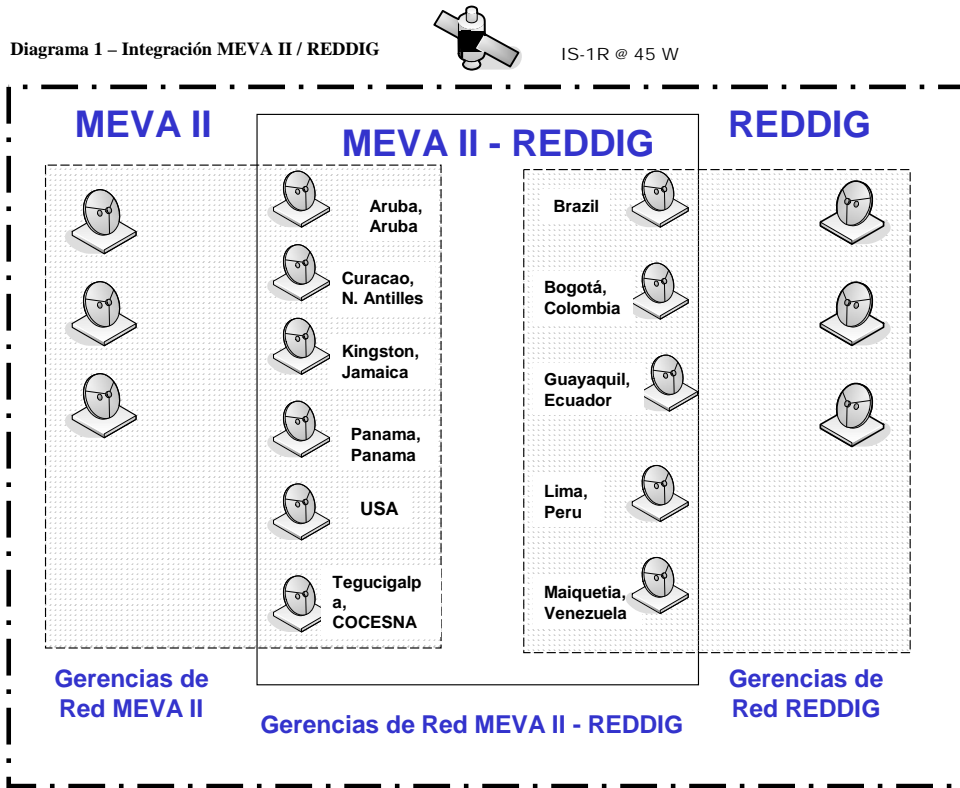 Diagrama 1 – Integración MEVA II / REDDIG
IS-1R @ 45 W
MEVA II
MEVA II - REDDIG
REDDIG
Aruba,
Aruba
Curacao,
N. Antilles
Kingston,
Jamaica
Panama,
Panama
USA
Tegucigalp
a,
COCESNA
Brazil
Bogotá,
Colombia
Guayaquil,
Ecuador
Lima,
Peru
Maiquetia,
Venezuela
Gerencias de
Red MEVA II
Gerencias de Red MEVA II - REDDIG
Gerencias de
Red REDDIG